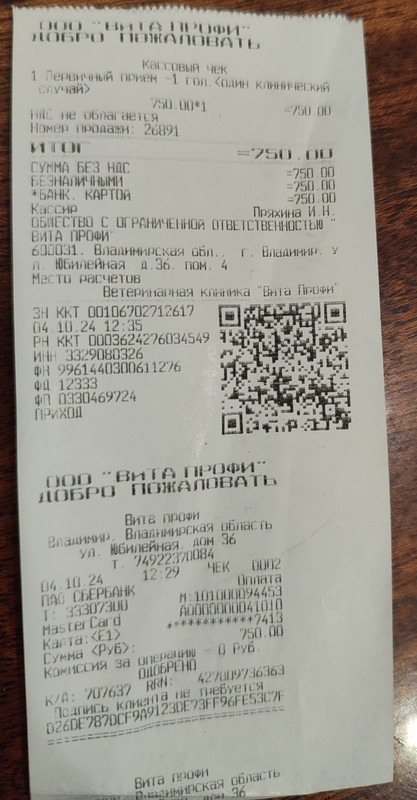 ООО "ВИТА ПРОФИ"
ДОБРО ПОЖАЛОВАТЬ
Кассовый чек
1 Первичный прием -1 гол.<один клинический
случай>
750.00*1 =750.00
НДС не облагается
Номер продажи: 26891
ИТОГ =750.00
СУММА БЕЗ НДС =750.00
БЕЗНАЛИЧНЫМИ =750.00
*БАНК. КАРТОЙ =750.00
Кассир Пряхина И.Н.
ОБЩЕСТВО С ОГРАНИЧЕННОЙ ОТВЕТСТВЕННОСТЬЮ "
ВИТА ПРОФИ"
600031, Владимирская обл., г. Владимир, у
л. Юбилейная, д.36, пом. 4
Место расчетов
Ветеринарная клиника "Вита Профи"
ЗН ККТ 00106702712617
04.10.24 12:35
РН ККТ 0003624276034549
ИНН 3329080326
ФН 9961440300611276
ФД 12333
ФП 0330469724
ПРИХОД
ООО "ВИТА ПРОФИ"
ДОБРО ПОЖАЛОВАТЬ
Вита профи
Владимир, Владимирская область
ул. Юбилейная, дом 36
Т. 74922370084
04.10.24 12:29 ЧЕК 0002
ПАО СБЕРБАНК Оплата
Т: 33307300 М:101000094453
MasterCard A0000000041010
Карта:<E1> ***********7413
Сумма <Руб>: 750.00
Комиссия за операцию - 0 Руб.
ОДОБРЕНО
К/А: 707637 RRN: 427809736363
Подпись клиента не требуется
D26DE787DCF9A9123DE73FF96FE53C7F
================================
Вита профи
Владимирская область
дом 36